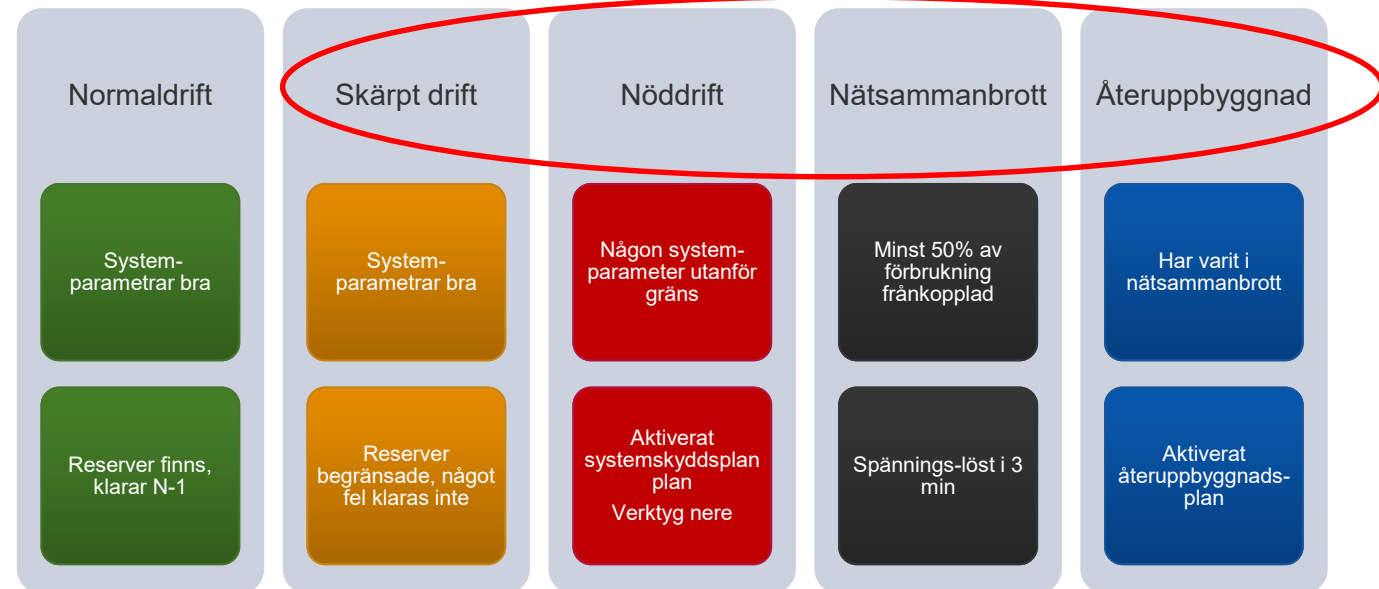 Normaldrift
Skärpt drift
Nöddrift
Nätsammanbrott
Återuppbyggnad
System-
parametrar bra
System-
parametrar bra
Någon system-
parameter utanför
gräns
Minst 50% av
förbrukning
frånkopplad
Har varit i
nätsammanbrott
Reserver finns,
klarar N-1
Reserver
begränsade, något
fel klaras inte
Aktiverat
systemskyddsplan
plan
Verktyg nere
Spännings-löst i 3
min
Aktiverat
återuppbyggnads-
plan